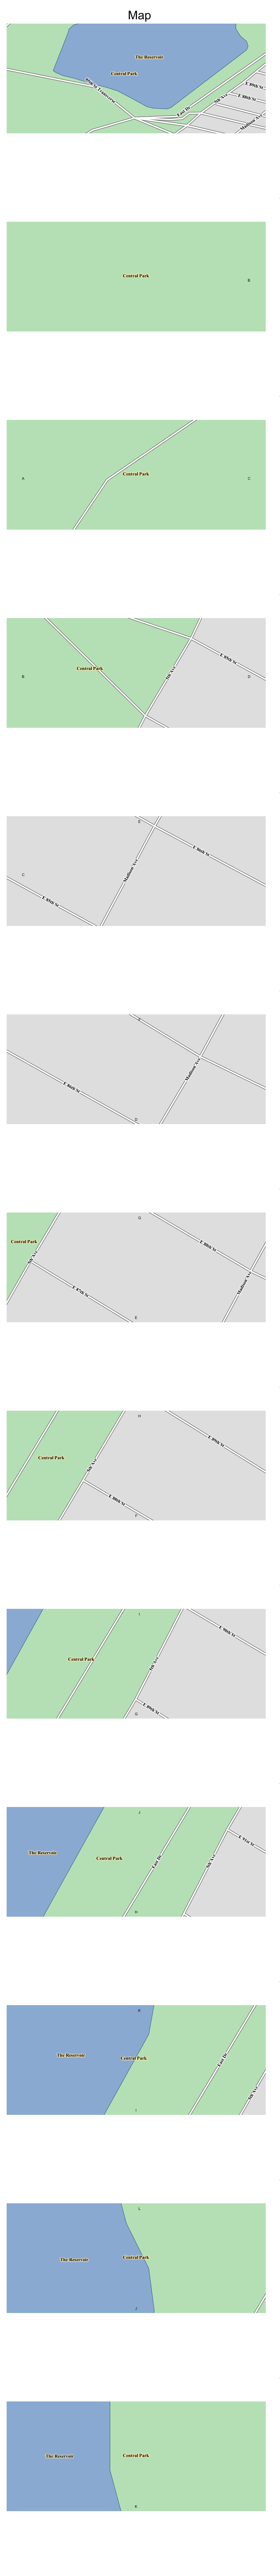 Map
The Reservoir
Central Park
E 89th St
85th St Transverse
E 88th St
5th Ave
East Dr
Madison Ave
Central Park
B
Central Park
A
C
Central Park
E 85th St
5th Ave
B
D
E
E 86th St
Madison Ave
C
E 85th St
F
Madison Ave
E 86th St
D
G
Central Park
E 88th St
5th Ave
Madison Ave
E 87th St
E
H
E 89th St
Central Park
5th Ave
E 88th St
F
I
E 90th St
Central Park
5th Ave
E 89th St
G
J
E 91st St
The Reservoir
Central Park
East Dr
5th Ave
H
K
The Reservoir
Central Park
East Dr
5th Ave
I
L
The Reservoir
Central Park
J
The Reservoir
Central Park
K